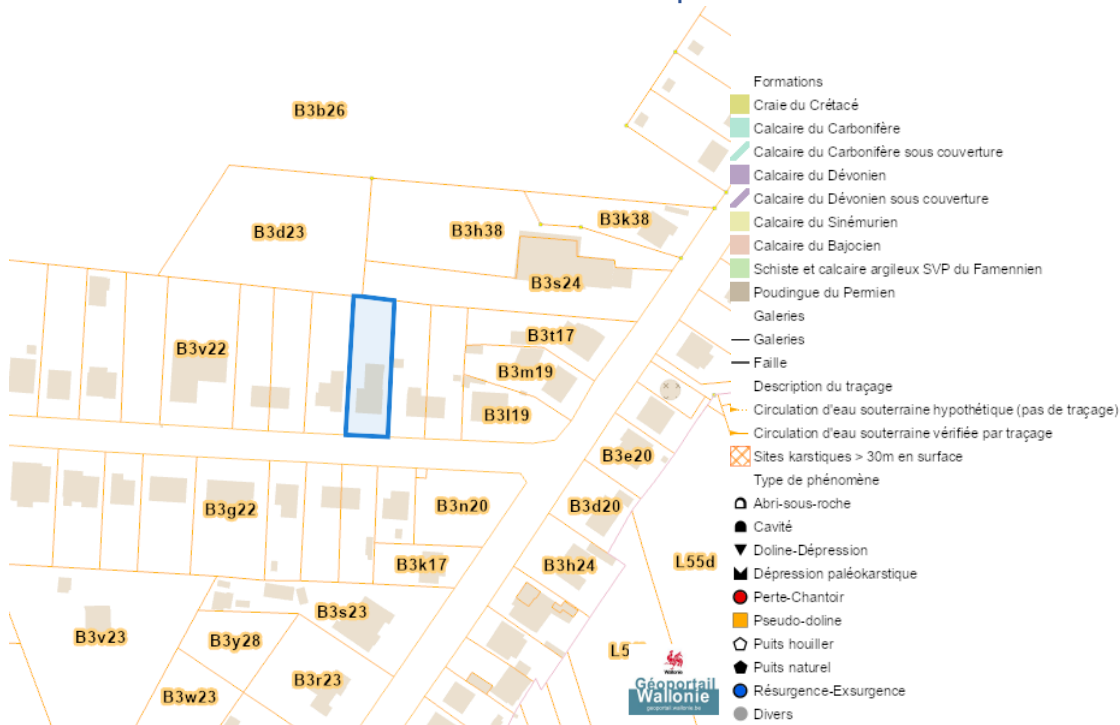 B3b26
B3d23
B3h38
B3k38
B3s24
B3v22
B3t17
B3m19
B3l19
B3e20
B3g22
B3n20
B3d20
B3k17
B3h24
L55d
B3s23
B3v23
B3y28
B3r23
B3w23
L5
Wallonie
Géoportail
Wallonie
geoportail.wallonie.be
Formations
Craie du Crétacé
Calcaire du Carbonifère
Calcaire du Carbonifère sous couverture
Calcaire du Dévonien
Calcaire du Dévonien sous couverture
Calcaire du Sinémurien
Calcaire du Bajocien
Schiste et calcaire argileux SVP du Famennien
Poudingue du Permien
Galeries
Galeries
Faille
Description du traçage
Circulation d'eau souterraine hypothétique (pas de traçage)
Circulation d'eau souterraine vérifiée par traçage
Sites karstiques > 30m en surface
Type de phénomène
Abri-sous-roche
Cavité
Doline-Dépression
Dépression paléokarstique
Perte-Chantoir
Pseudo-doline
Puits houiller
Puits naturel
Résurgence-Exsurgence
Divers